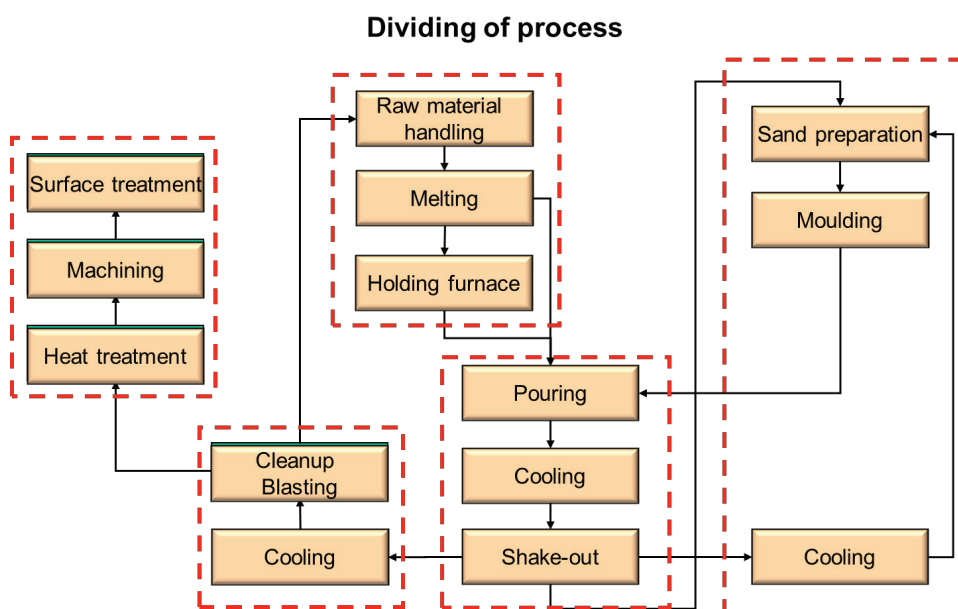 Dividing of process
Raw material
handling
Melting
Holding furnace
Sand preparation
Moulding
Surface treatment
Machining
Heat treatment
Pouring
Cooling
Shake-out
Cleanup
Blasting
Cooling
Cooling